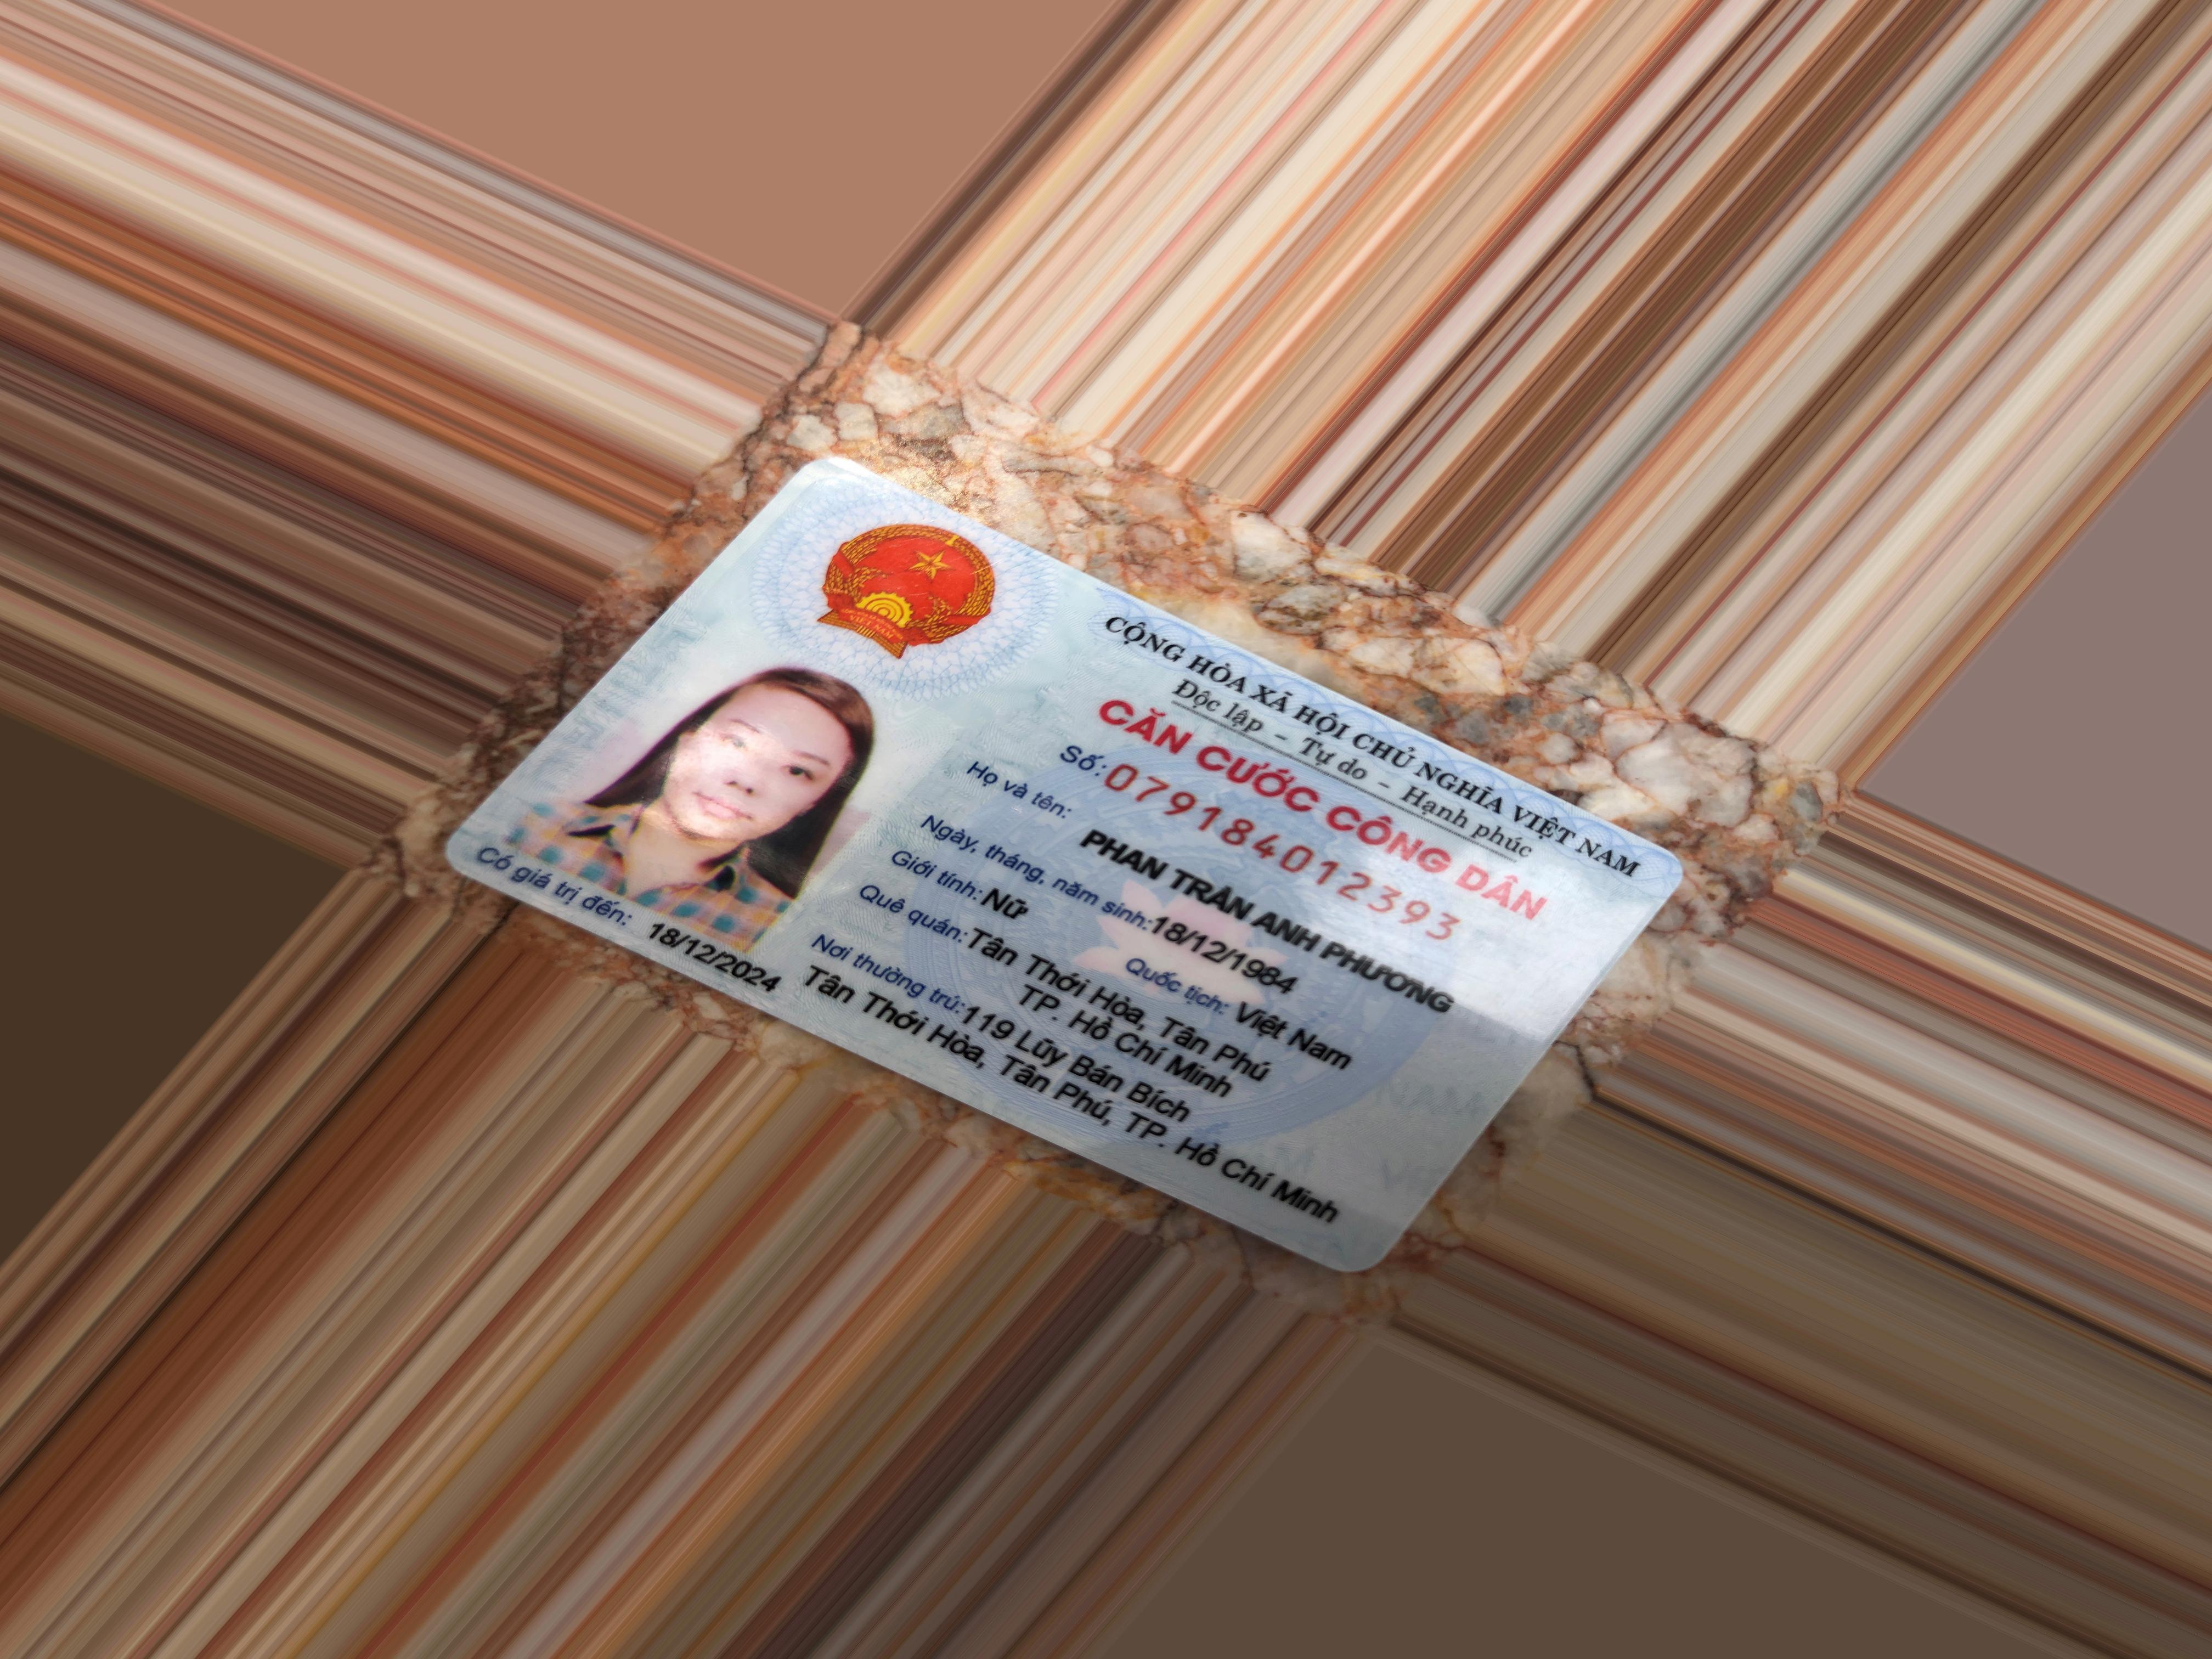 CỘNG HÒA XÃ HỘI CHỦ NGHĨA VIỆT NAM
Độc lập - Tự do - Hạnh phúc
CĂN CƯỚC CÔNG DÂN
Số: 079184012393
Họ và tên:
PHAN TRẦN ANH PHƯƠNG
Ngày, tháng, năm sinh: 18/12/1984
Giới tính: Nữ Quốc tịch: Việt Nam
Quê quán: Tân Thới Hòa, Tân Phú
TP. Hồ Chí Minh
Nơi thường trú: 119 Lũy Bán Bích
Tân Thới Hòa, Tân Phú, TP. Hồ Chí Minh
Có giá trị đến: 18/12/2024